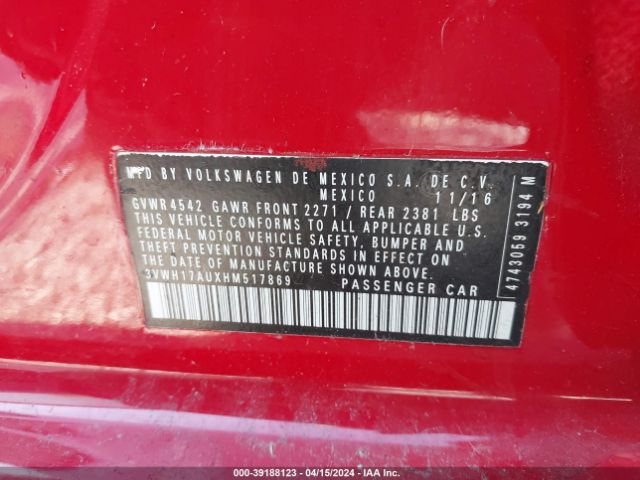 MFD BY VOLKSWAGEN DE MEXICO S.A. DE C.V.
MEXICO 11/16
GVWR 4542 GAWR FRONT 2271 / REAR 2381 LBS
THIS VEHICLE CONFORMS TO ALL APPLICABLE U.S.
FEDERAL MOTOR VEHICLE SAFETY, BUMPER AND
THEFT PREVENTION STANDARDS IN EFFECT ON THE
DATE OF MANUFACTURE SHOWN ABOVE.
3VWH17AUXHM517869 PASSENGER CAR
4743059 3194 M
000-39188123 - 04/15/2024 - IAA Inc.